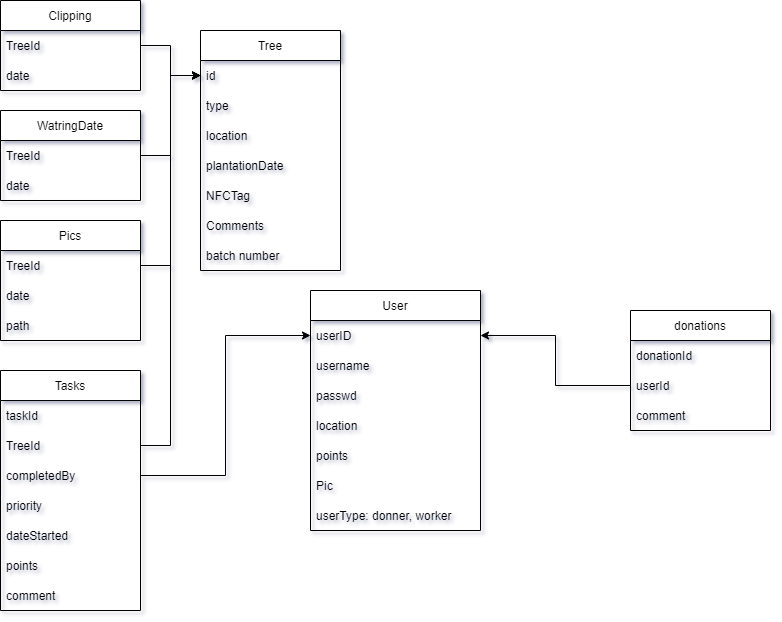 Clipping
TreeId
date
WatringDate
TreeId
date
Pics
TreeId
date
path
Tasks
taskId
TreeId
completedBy
priority
dateStarted
points
comment
Tree
id
type
location
plantationDate
NFCTag
Comments
batch number
User
userID
username
passwd
location
points
Pic
userType: donner, worker
donations
donationId
userId
comment